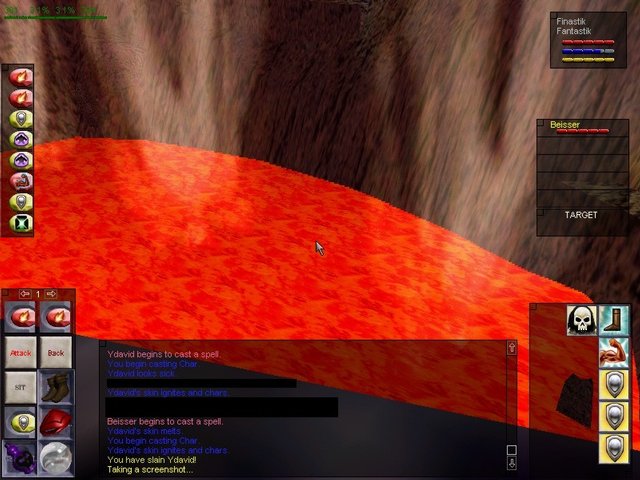 Finastik
Fantastik
Beisser
TARGET
1
Attack
Back
SIT
Ydavid begins to cast a spell.
You begin casting Char.
Ydavid looks sick.
Ydavid's skin ignites and chars.
Beisser begins to cast a spell.
Ydavid's skin melts.
You begin casting Char.
Ydavid's skin ignites and chars.
You have slain Ydavid!
Taking a screenshot...